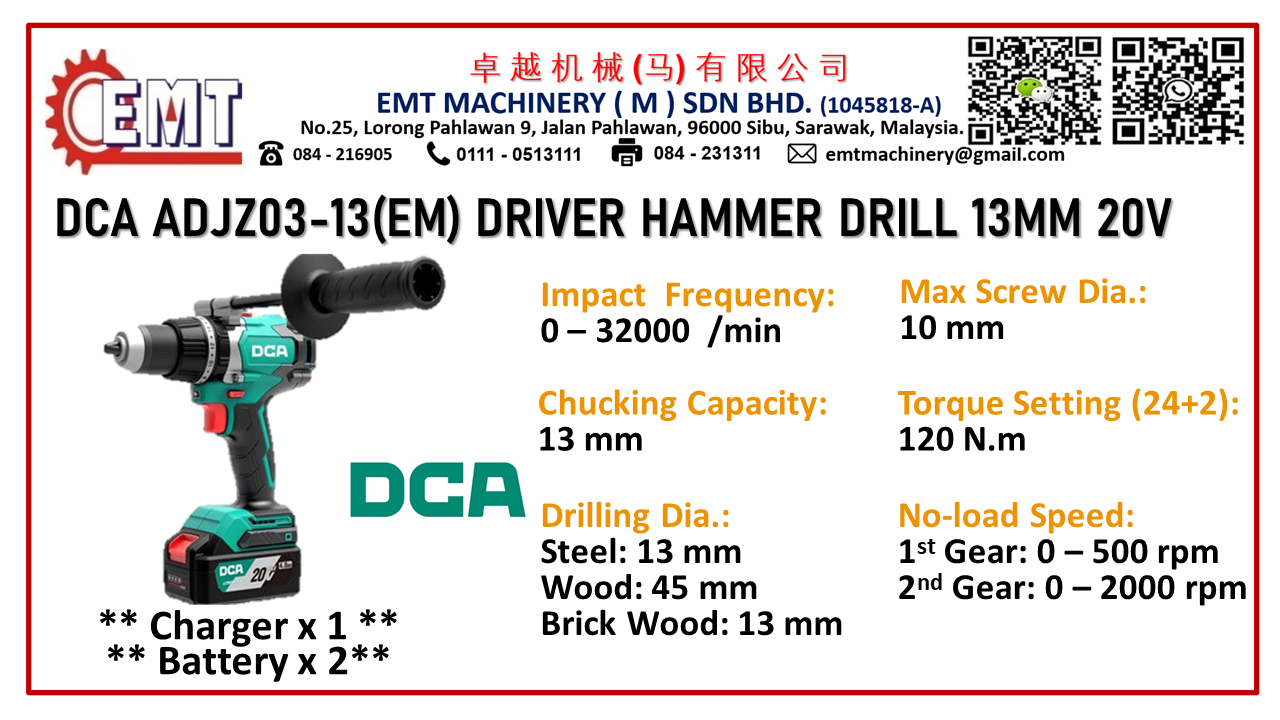 EMT
卓越机械(马)有限公司
EMT MACHINERY ( M ) SDN BHD. (1045818-A)
No.25, Lorong Pahlawan 9, Jalan Pahlawan, 96000 Sibu, Sarawak, Malaysia.
084 - 216905 0111 - 0513111 084 - 231311 emtmachinery@gmail.com
DCA ADJZ03-13(EM) DRIVER HAMMER DRILL 13MM 20V
DCA
DCA
DCA
20V 4.0Ah
** Charger x 1 **
** Battery x 2**
Impact Frequency:
0 – 32000 /min
Chucking Capacity:
13 mm
Drilling Dia.:
Steel: 13 mm
Wood: 45 mm
Brick Wood: 13 mm
Max Screw Dia.:
10 mm
Torque Setting (24+2):
120 N.m
No-load Speed:
1st Gear: 0 – 500 rpm
2nd Gear: 0 – 2000 rpm